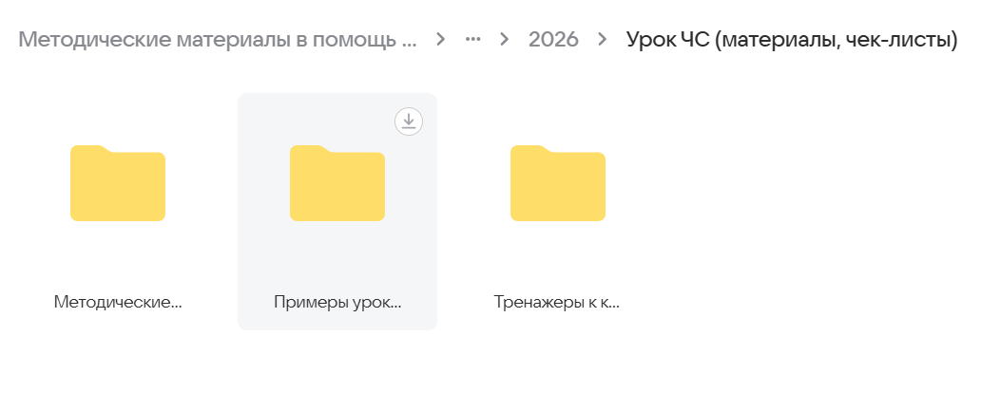 Методические материалы в помощь ... > ··· > 2026 > Урок ЧС (материалы, чек-листы)
Методические... Примеры урок... Тренажеры к к...